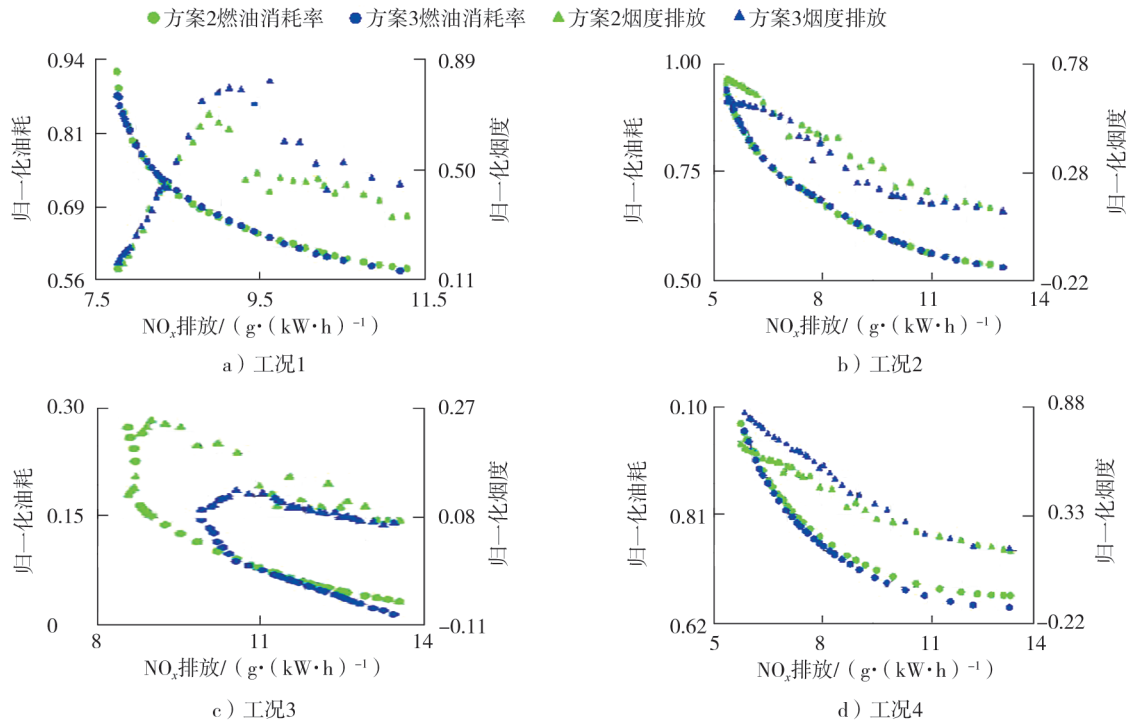 方案2燃油消耗率 方案3燃油消耗率 方案2烟度排放 方案3烟度排放
0.94
0.81
0.69
0.56
归一化油耗
0.89
0.50
0.11
归一化烟度
7.5 9.5 11.5
NOx排放/(g·(kW·h)⁻¹)
a)工况1
1.00
0.75
0.50
归一化油耗
0.78
0.28
-0.22
归一化烟度
5 8 11 14
NOx排放/(g·(kW·h)⁻¹)
b)工况2
0.30
0.15
0
归一化油耗
0.27
0.08
-0.11
归一化烟度
8 11 14
NOx排放/(g·(kW·h)⁻¹)
c)工况3
0.10
0.81
0.62
归一化油耗
0.88
0.33
-0.22
归一化烟度
5 8 11 14
NOx排放/(g·(kW·h)⁻¹)
d)工况4